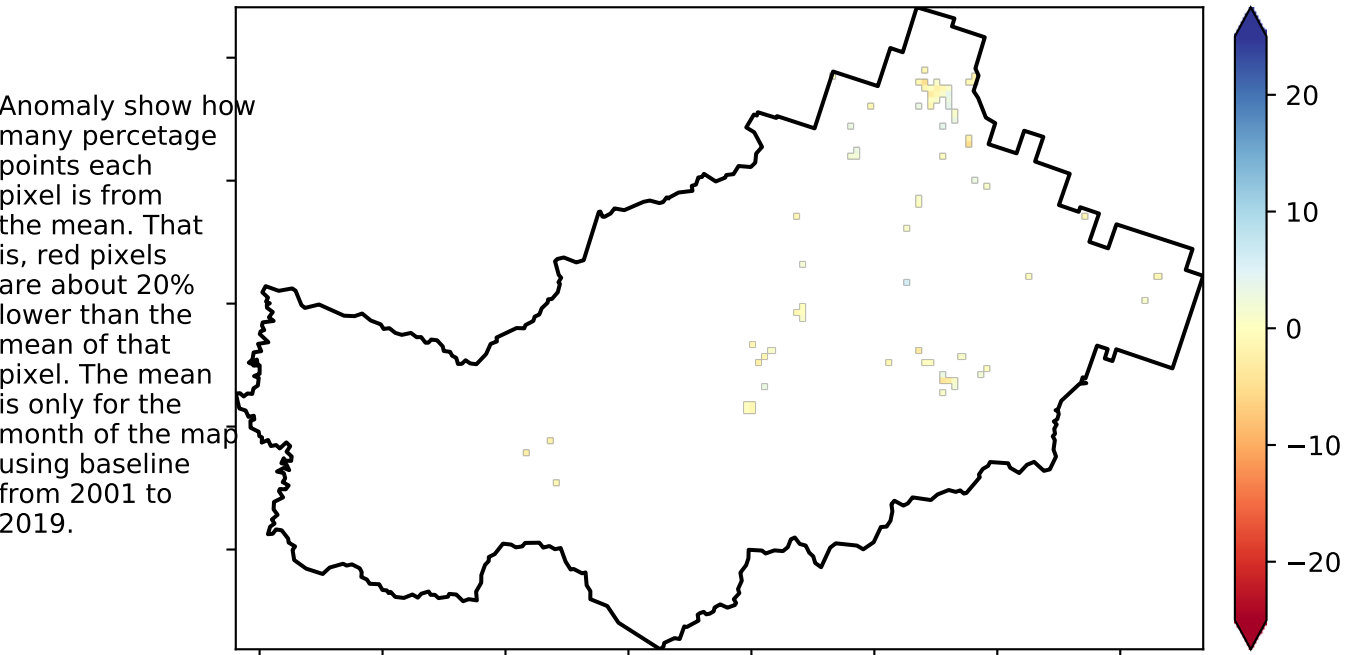 Anomaly show how
many percetage
points each
pixel is from
the mean. That
is, red pixels
are about 20%
lower than the
mean of that
pixel. The mean
is only for the
month of the map
using baseline
from 2001 to
2019.
20
10
0
−10
−20